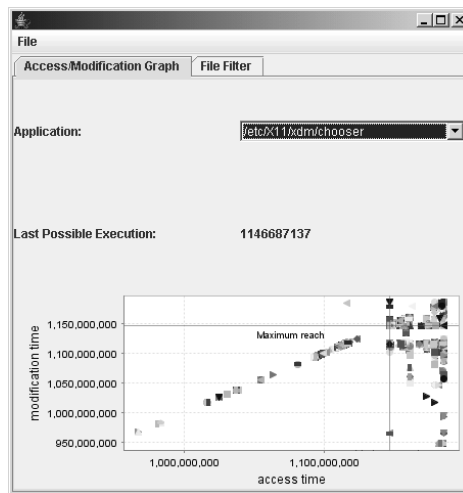 File
Access/Modification Graph File Filter
Application: /etc/X11/xdm/chooser
Last Possible Execution: 1146687137
Maximum reach
modification time
1,150,000,000
1,100,000,000
1,050,000,000
1,000,000,000
950,000,000
1,000,000,000 1,100,000,000
access time